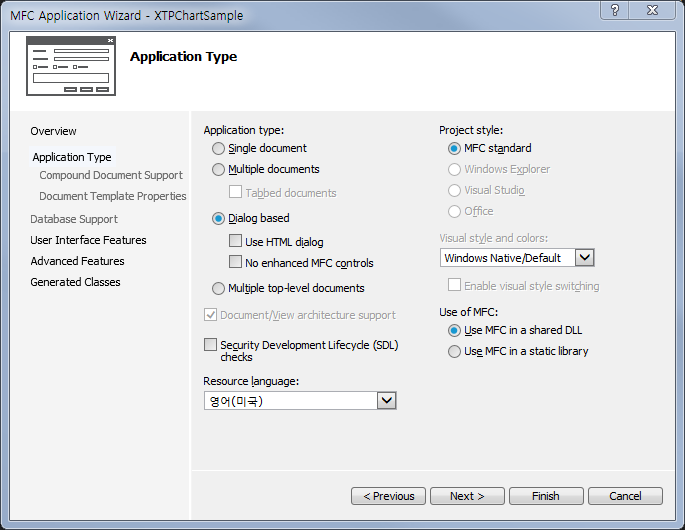 MFC Application Wizard - XTPChartSample
Application Type
Overview
Application Type
Compound Document Support
Document Template Properties
Database Support
User Interface Features
Advanced Features
Generated Classes
Application type:
Single document
Multiple documents
Tabbed documents
Dialog based
Use HTML dialog
No enhanced MFC controls
Multiple top-level documents
Document/View architecture support
Security Development Lifecycle (SDL)
checks
Resource language:
영어(미국)
Project style:
MFC standard
Windows Explorer
Visual Studio
Office
Visual style and colors:
Windows Native/Default
Enable visual style switching
Use of MFC:
Use MFC in a shared DLL
Use MFC in a static library
< Previous
Next >
Finish
Cancel